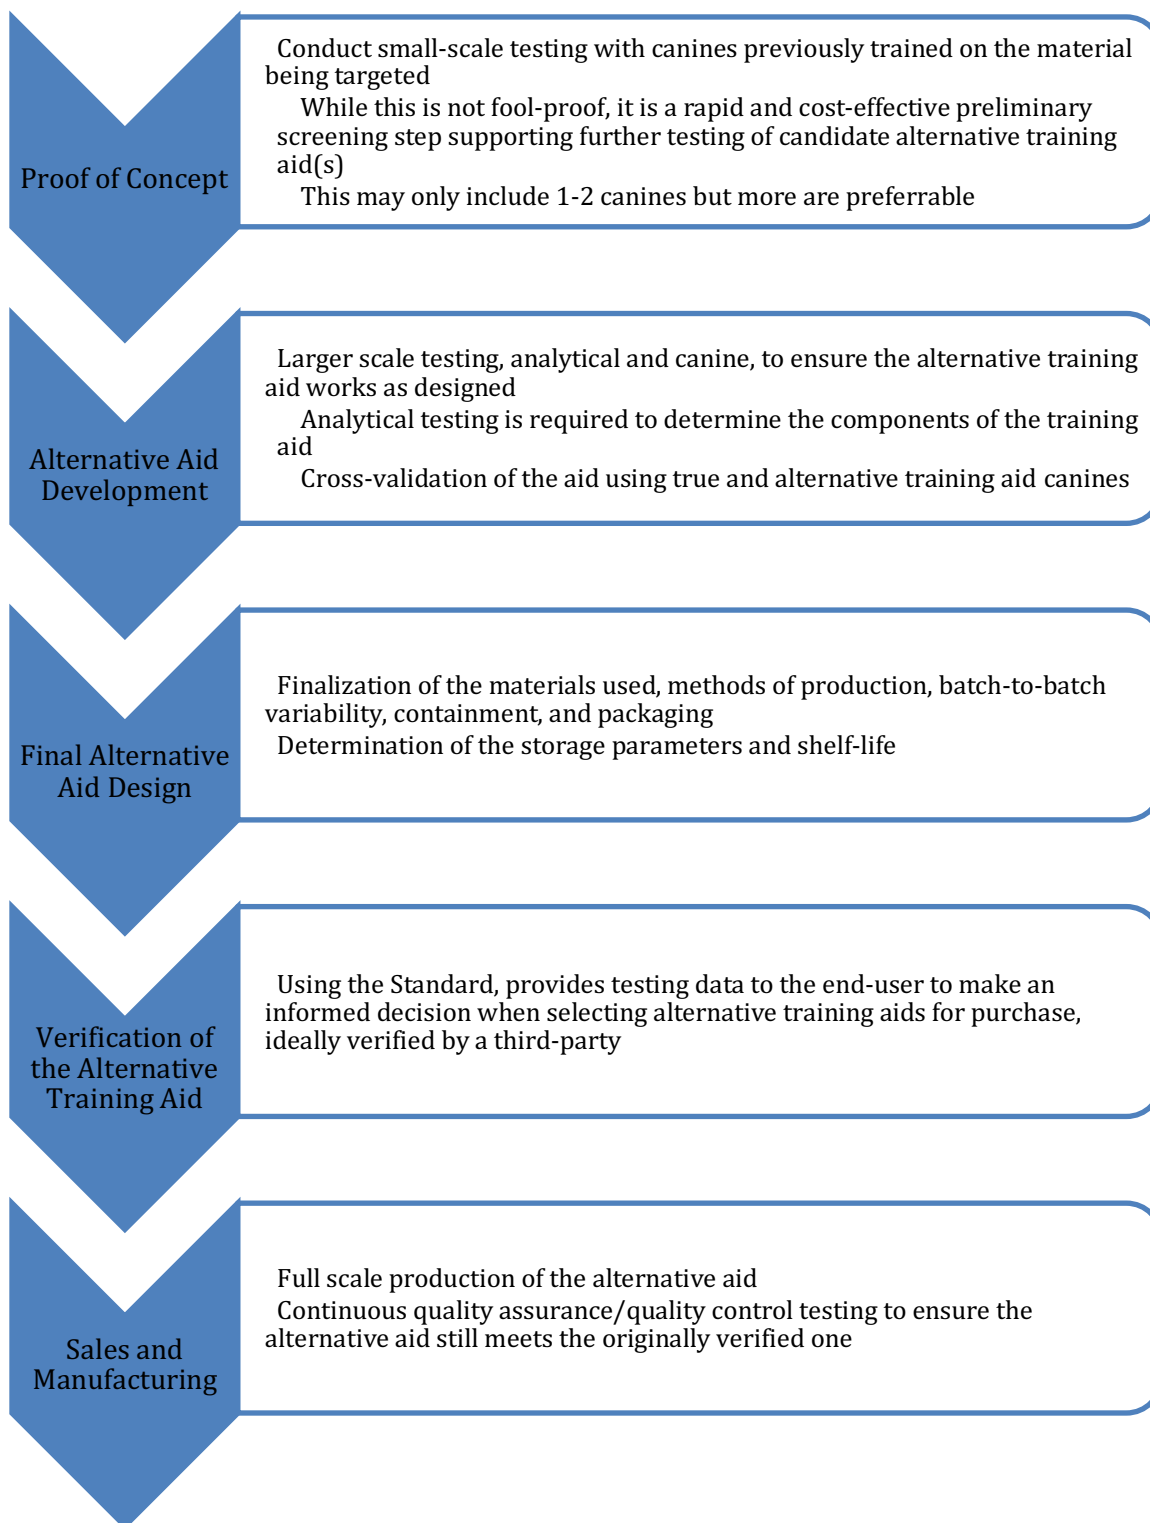 Proof of Concept
Conduct small-scale testing with canines previously trained on the material
being targeted
While this is not fool-proof, it is a rapid and cost-effective preliminary
screening step supporting further testing of candidate alternative training
aid(s)
This may only include 1-2 canines but more are preferrable
Alternative Aid
Development
Larger scale testing, analytical and canine, to ensure the alternative training
aid works as designed
Analytical testing is required to determine the components of the training
aid
Cross-validation of the aid using true and alternative training aid canines
Final Alternative
Aid Design
Finalization of the materials used, methods of production, batch-to-batch
variability, containment, and packaging
Determination of the storage parameters and shelf-life
Verification of
the Alternative
Training Aid
Using the Standard, provides testing data to the end-user to make an
informed decision when selecting alternative training aids for purchase,
ideally verified by a third-party
Sales and
Manufacturing
Full scale production of the alternative aid
Continuous quality assurance/quality control testing to ensure the
alternative aid still meets the originally verified one